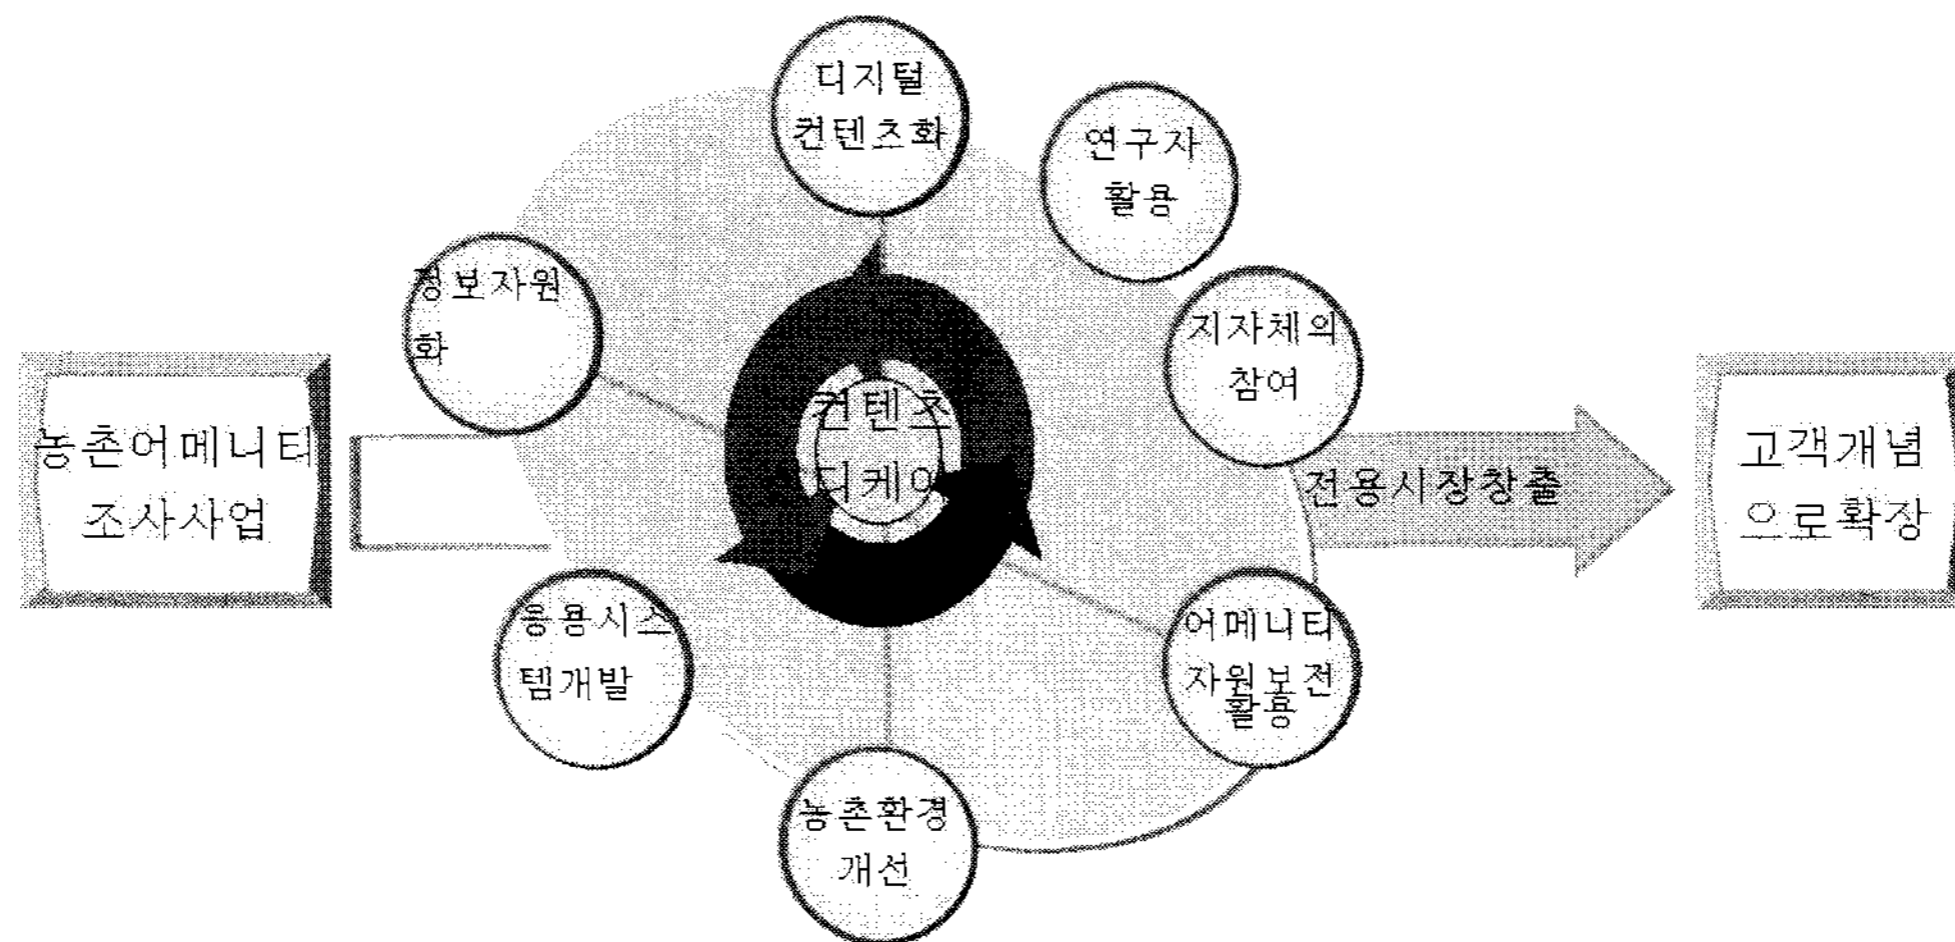 디지털
컨텐츠화
연구자
활용
정보자원
화
지자체의
참여
농촌어메니티
조사사업
컨텐츠
디케어
전용시장창출
고객개념
으로확장
응용시스
템개발
어메니티
자원보전
활용
농촌환경
개선